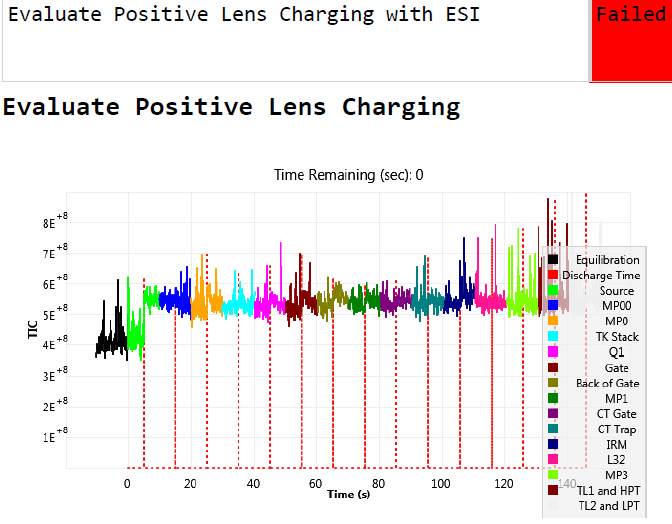 Evaluate Positive Lens Charging with ESI
Failed
Evaluate Positive Lens Charging
Time Remaining (sec): 0
8E+8
7E+8
6E+8
5E+8
4E+8
3E+8
2E+8
1E+8
TIC
0
20
40
60
80
100
120
140
Time (s)
Equilibration
Discharge Time
Source
MP00
MP0
TK Stack
Q1
Gate
Back of Gate
MP1
CT Gate
CT Trap
IRM
L32
MP3
TL1 and HPT
TL2 and LPT